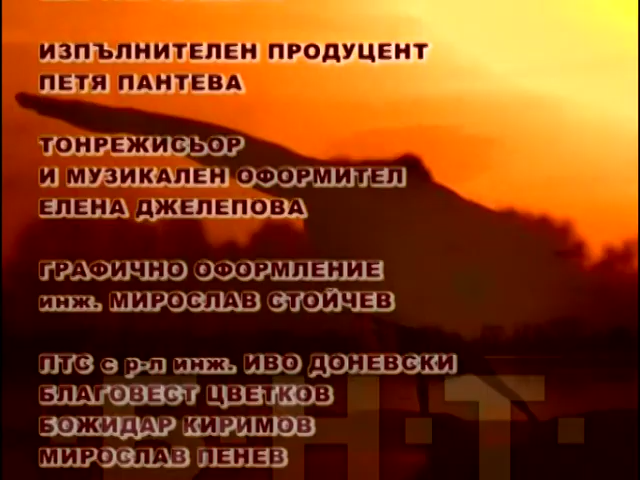 ИЗПЪЛНИТЕЛЕН ПРОДУЦЕНТ
ПЕТЯ ПАНТЕВА
ТОНРЕЖИСЬОР
И МУЗИКАЛЕН ОФОРМИТЕЛ
ЕЛЕНА ДЖЕЛЕПОВА
ГРАФИЧНО ОФОРМЛЕНИЕ
инж. МИРОСЛАВ СТОЙЧЕВ
ПТС с р-л инж. ИВО ДОНЕВСКИ
БЛАГОВЕСТ ЦВЕТКОВ
БОЖИДАР КИРИМОВ
МИРОСЛАВ ПЕНЕВ
В·Н·Т·